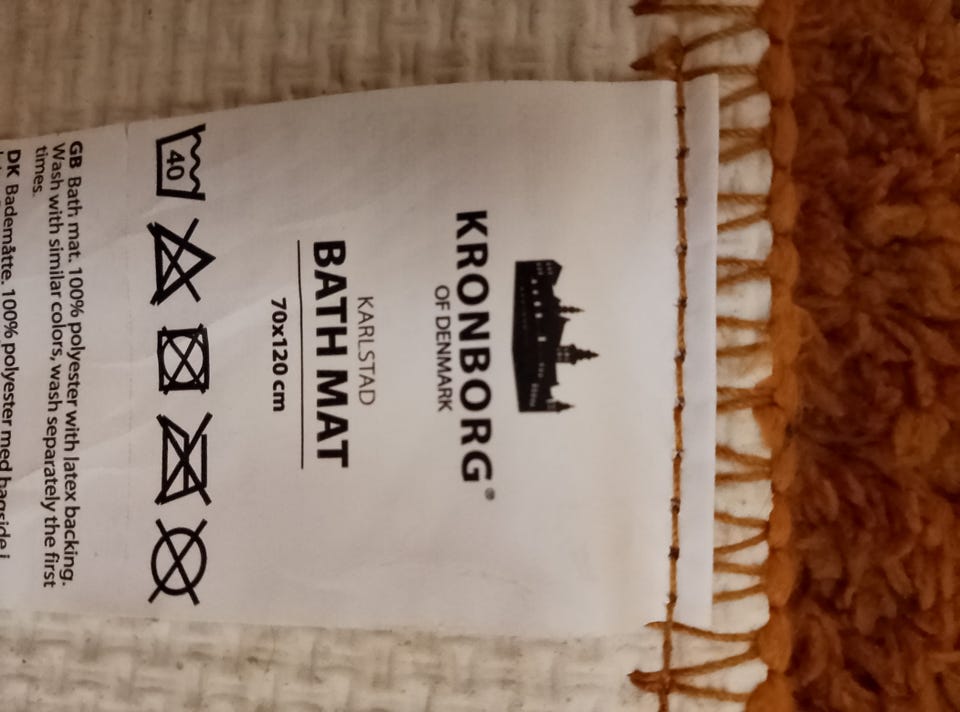 KRONBORG®
OF DENMARK
KARLSTAD
BATH MAT
70x120 cm
40
GB Bath mat. 100% polyester with latex backing.
Wash with similar colors, wash separately the first
times.
DK Bademåtte. 100% polyester med bagside i